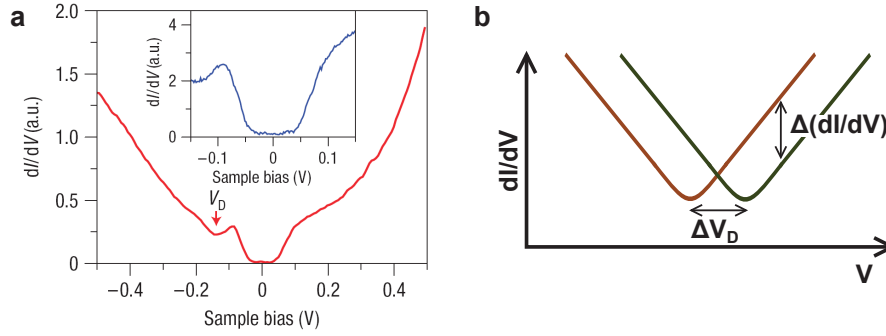 a
2.0
1.5
1.0
0.5
0
dI/dV (a.u.)
−0.4
−0.2
0
0.2
0.4
Sample bias (V)
V_D
4
2
0
dI/dV (a.u.)
−0.1
0
0.1
Sample bias (V)
b
dI/dV
Δ(dI/dV)
ΔV_D
V